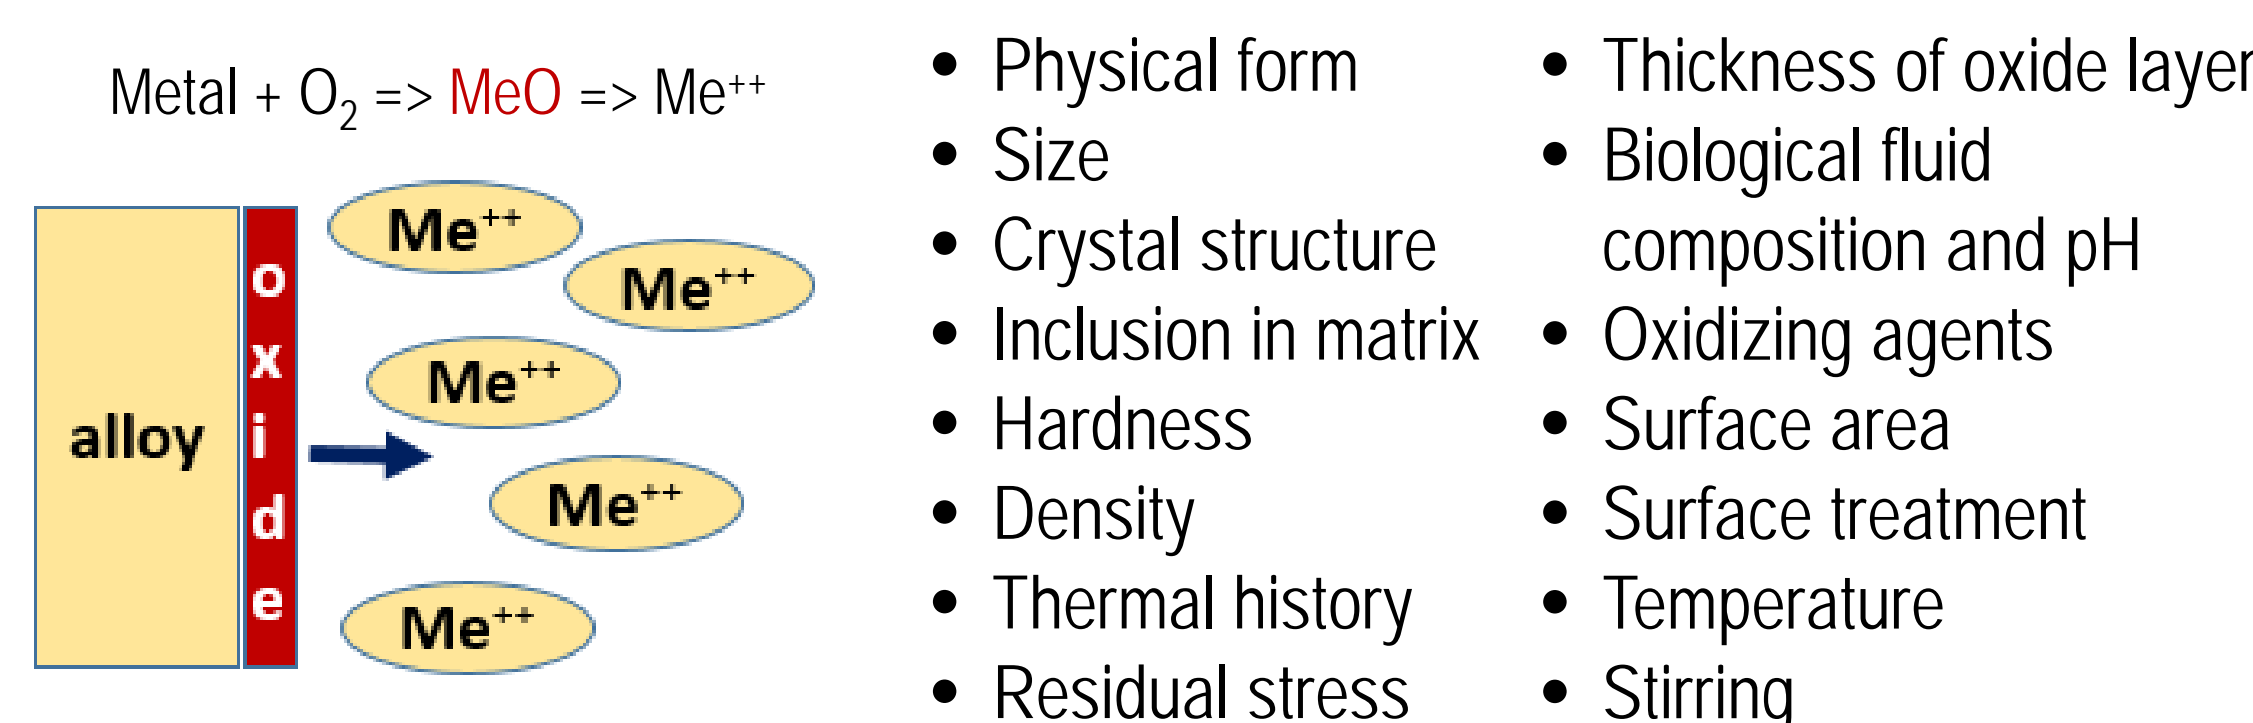 Metal + O₂ => MeO => Me⁺⁺
alloy
oxide
Me⁺⁺
Me⁺⁺
Me⁺⁺
Me⁺⁺
Me⁺⁺
• Physical form
• Size
• Crystal structure
• Inclusion in matrix
• Hardness
• Density
• Thermal history
• Residual stress
• Thickness of oxide layer
• Biological fluid
composition and pH
• Oxidizing agents
• Surface area
• Surface treatment
• Temperature
• Stirring